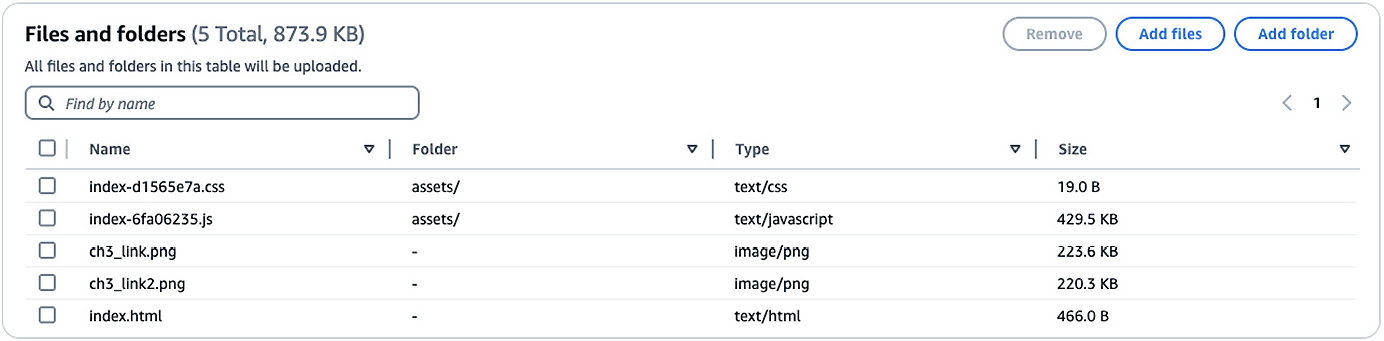 Files and folders (5 Total, 873.9 KB)
Remove
Add files
Add folder
All files and folders in this table will be uploaded.
Find by name
1
Name Folder Type Size
index-d1565e7a.css assets/ text/css 19.0 B
index-6fa06235.js assets/ text/javascript 429.5 KB
ch3_link.png - image/png 223.6 KB
ch3_link2.png - image/png 220.3 KB
index.html - text/html 466.0 B